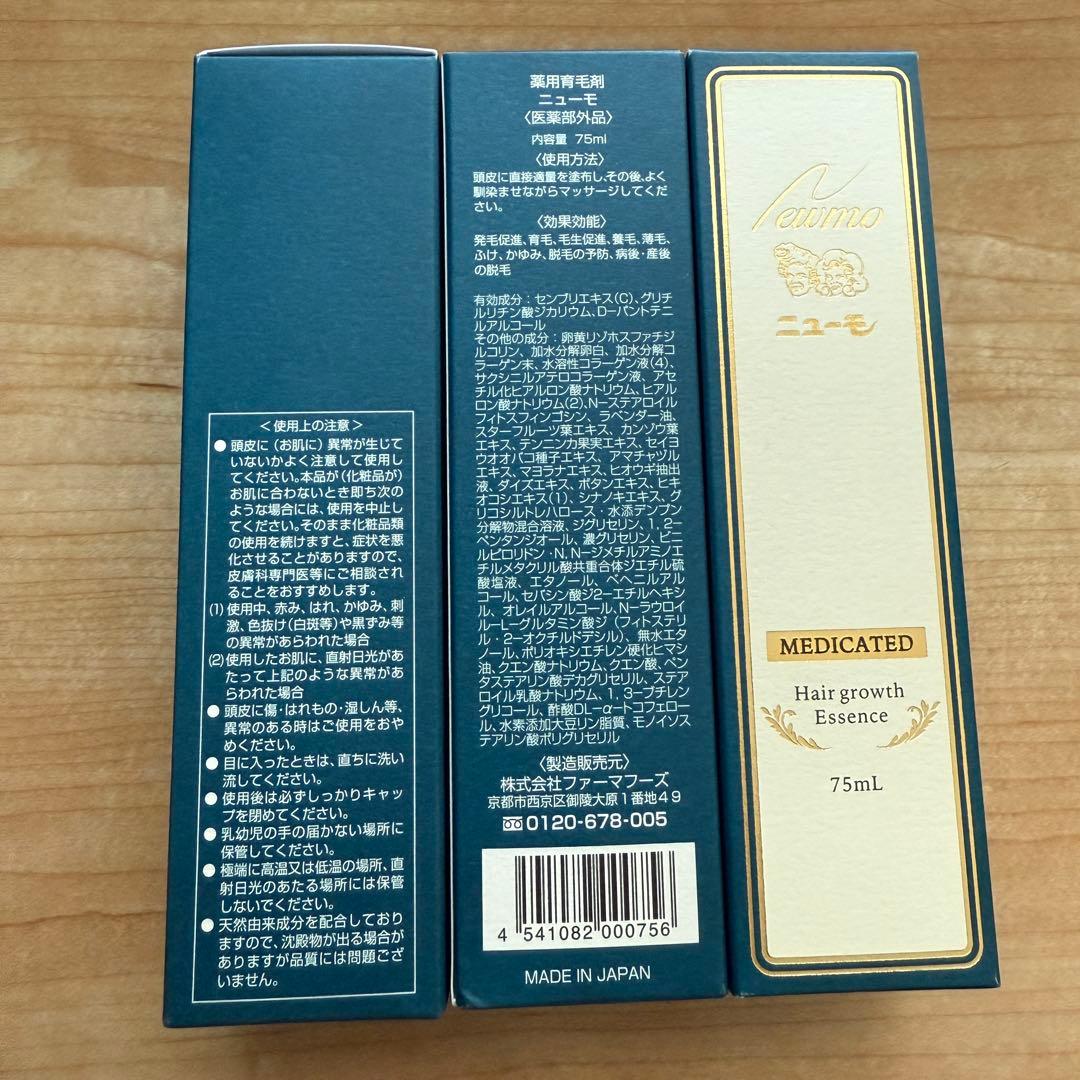 <使用上の注意>
●頭皮に(お肌に)異常が生じて
いないかよく注意して使用し
てください。本品が(化粧品が)
お肌に合わないとき即ち次の
ような場合には、使用を中止し
てください。そのまま化粧品類
の使用を続けますと、症状を悪
化させることがありますので、
皮膚科専門医等にご相談され
ることをおすすめします。
(1)使用中、赤み、はれ、かゆみ、刺
激、色抜け(白斑等)や黒ずみ等
の異常があらわれた場合
(2)使用したお肌に、直射日光があ
たって上記のような異常があ
らわれた場合
●頭皮に傷・はれもの・湿しん等、
異常のある時はご使用をおや
めください。
●目に入ったときは、直ちに洗い
流してください。
●使用後は必ずしっかりキャッ
プを閉めてください。
●乳幼児の手の届かない場所に
保管してください。
●極端に高温又は低温の場所、直
射日光のあたる場所には保管
しないでください。
●天然由来成分を配合しており
ますので、沈殿物が出る場合が
ありますが品質には問題ござ
いません。
薬用育毛剤
ニューモ
〈医薬部外品〉
内容量 75ml
〈使用方法〉
頭皮に直接適量を塗布し、その後、よく
馴染ませながらマッサージしてくだ
さい。
〈効果効能〉
発毛促進、育毛、毛生促進、養毛、薄毛、
ふけ、かゆみ、脱毛の予防、病後・産後
の脱毛
有効成分:センブリエキス(C)、グリチ
ルリチン酸ジカリウム、D-パントテニ
ルアルコール
その他の成分:卵黄リゾホスファチジ
ルコリン、加水分解卵白、加水分解コ
ラーゲン末、水溶性コラーゲン液(4)、
サクシニルアテロコラーゲン液、アセ
チル化ヒアルロン酸ナトリウム、ヒアル
ロン酸ナトリウム(2)、N-ステアロイル
フィトスフィンゴシン、ラベンダー油、
スターフルーツ葉エキス、カンゾウ葉
エキス、テンニンカ果実エキス、セイヨ
ウオオバコ種子エキス、アマチャヅル
エキス、マヨラナエキス、ヒオウギ抽出
液、ダイズエキス、ボタンエキス、ヒキ
オコシエキス(1)、シナノキエキス、グ
リコシルトレハロース・水添デンプン
分解物混合溶液、ジグリセリン、1,2-
ペンタンジオール、濃グリセリン、ビニ
ルピロリドン・N,N-ジメチルアミノエ
チルメタクリル酸共重合体ジエチル硫
酸塩液、エタノール、ベヘニルアル
コール、セバシン酸ジ2-エチルヘキシ
ル、オレイルアルコール、N-ラウロイ
ル-L-グルタミン酸ジ(フィトステリ
ル・2-オクチルドデシル)、無水エタ
ノール、ポリオキシエチレン硬化ヒマシ
油、クエン酸ナトリウム、クエン酸、ペン
タステアリン酸デカグリセリル、ステア
ロイル乳酸ナトリウム、1,3-ブチレン
グリコール、酢酸DL-α-トコフェロ
ール、水素添加大豆リン脂質、モノイソス
テアリン酸ポリグリセリル
〈製造販売元〉
株式会社ファーマフーズ
京都市西京区御陵大原1番地49
0120-678-005
4 541082 000756
MADE IN JAPAN
Newmo
ニューモ
MEDICATED
Hair growth
Essence
75mL